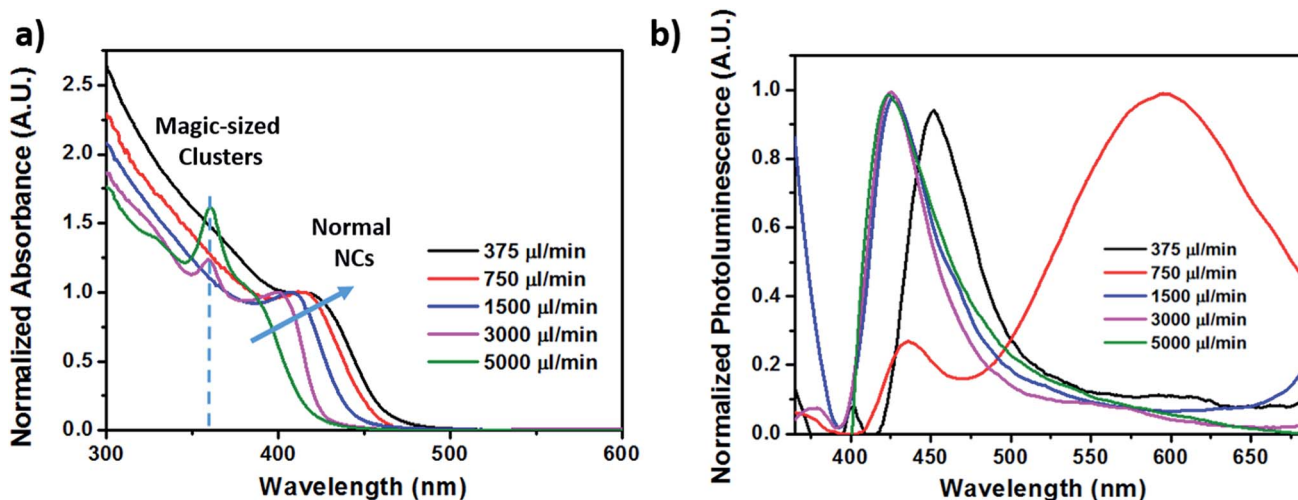 a)
Normalized Absorbance (A.U.)
2.5
2.0
1.5
1.0
0.5
0.0
300
400
500
600
Wavelength (nm)
Magic-sized
Clusters
Normal
NCs
375 µl/min
750 µl/min
1500 µl/min
3000 µl/min
5000 µl/min
b)
Normalized Photoluminescence (A.U.)
1.0
0.8
0.6
0.4
0.2
0.0
400
450
500
550
600
650
Wavelength (nm)
375 µl/min
750 µl/min
1500 µl/min
3000 µl/min
5000 µl/min